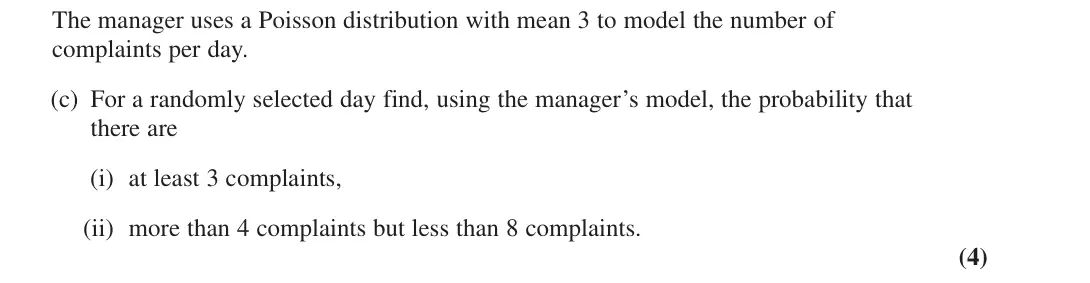 The manager uses a Poisson distribution with mean 3 to model the number of
complaints per day.
(c) For a randomly selected day find, using the manager’s model, the probability that
there are
(i) at least 3 complaints,
(ii) more than 4 complaints but less than 8 complaints.
(4)